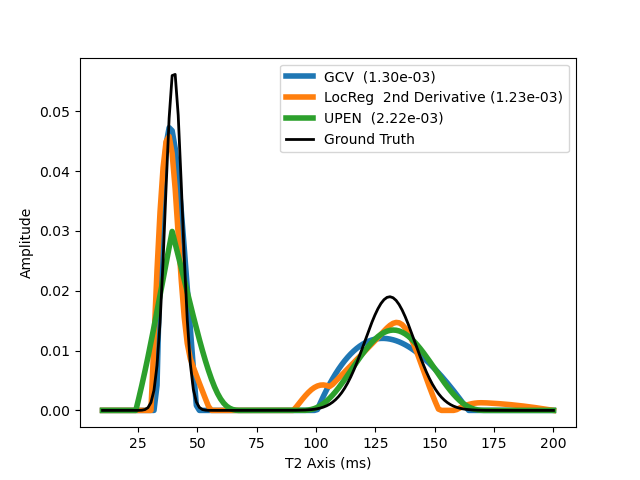 GCV  (1.30e-03)
LocReg  2nd Derivative (1.23e-03)
UPEN  (2.22e-03)
Ground Truth
0.05
0.04
0.03
0.02
0.01
0.00
Amplitude
25 50 75 100 125 150 175 200
T2 Axis (ms)